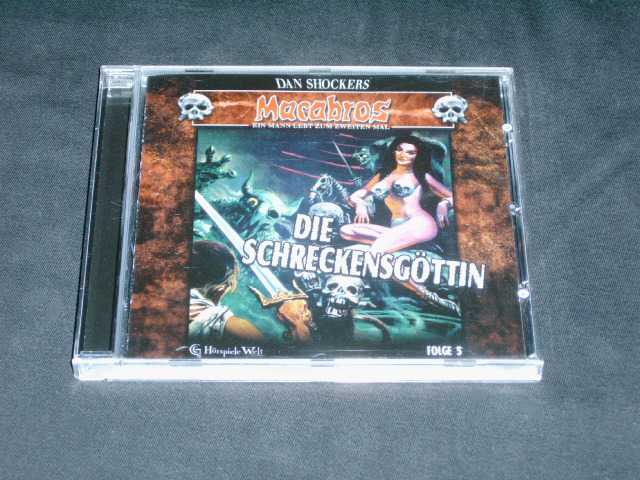 DAN SHOCKERS
Macabros
EIN MANN LEBT ZUM ZWEITEN MAL
DIE
SCHRECKENSGÖTTIN
Hörspiele Welt
FOLGE 5